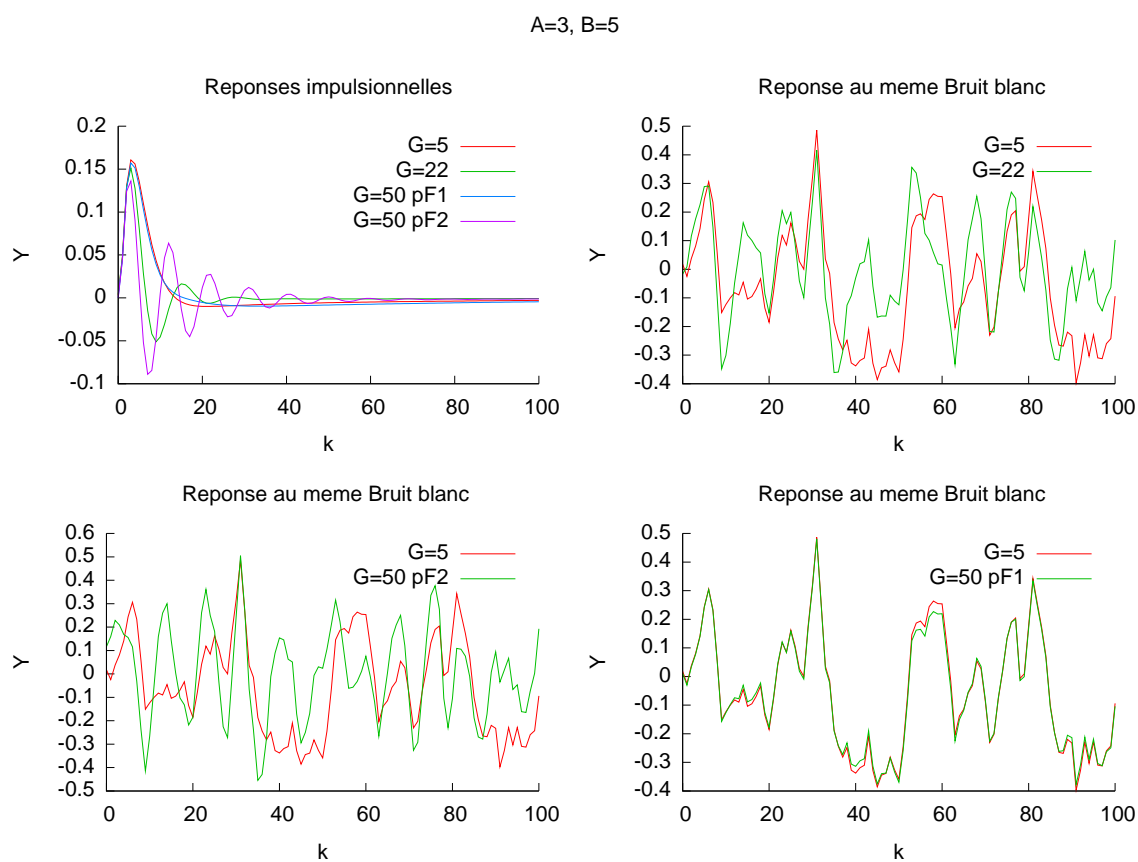 A=3, B=5
Reponses impulsionnelles
Y
0.2
0.15
0.1
0.05
0
-0.05
-0.1
G=5
G=22
G=50 pF1
G=50 pF2
0 20 40 60 80 100
k
Reponse au meme Bruit blanc
Y
0.5
0.4
0.3
0.2
0.1
0
-0.1
-0.2
-0.3
-0.4
G=5
G=22
0 20 40 60 80 100
k
Reponse au meme Bruit blanc
Y
0.6
0.5
0.4
0.3
0.2
0.1
0
-0.1
-0.2
-0.3
-0.4
-0.5
G=5
G=50 pF2
0 20 40 60 80 100
k
Reponse au meme Bruit blanc
Y
0.5
0.4
0.3
0.2
0.1
0
-0.1
-0.2
-0.3
-0.4
G=5
G=50 pF1
0 20 40 60 80 100
k